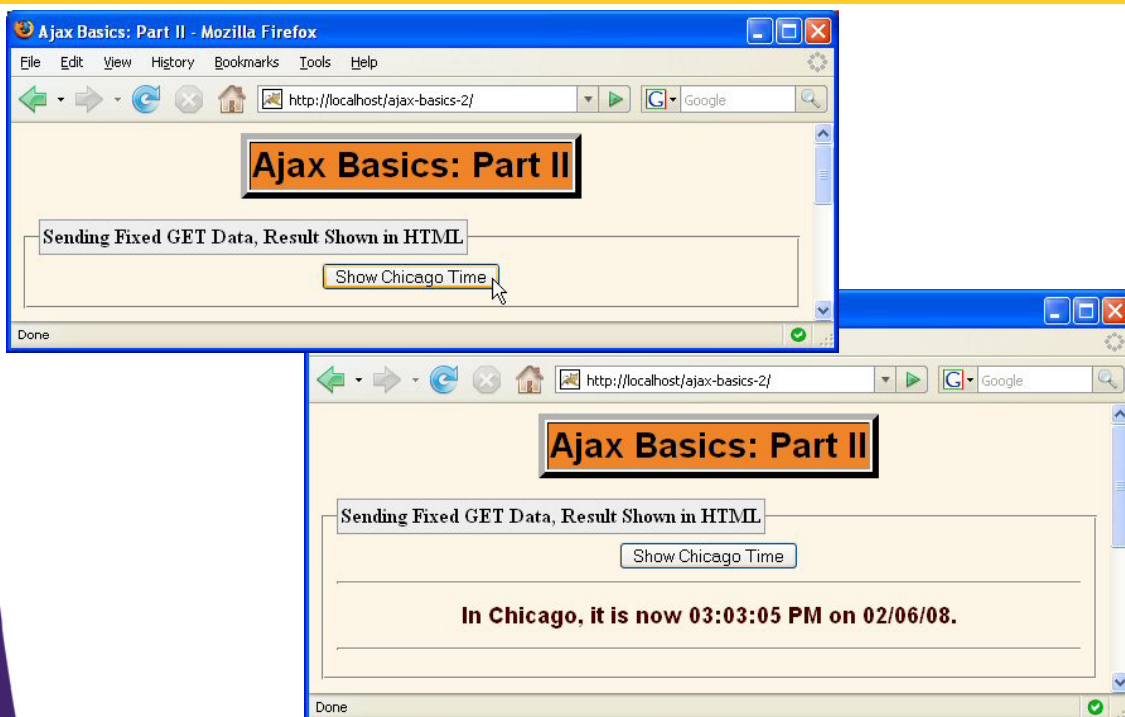 Ajax Basics: Part II - Mozilla Firefox
File Edit View History Bookmarks Tools Help
http://localhost/ajax-basics-2/ G Google
Ajax Basics: Part II
Sending Fixed GET Data, Result Shown in HTML
Show Chicago Time
Done
http://localhost/ajax-basics-2/ G Google
Ajax Basics: Part II
Sending Fixed GET Data, Result Shown in HTML
Show Chicago Time
In Chicago, it is now 03:03:05 PM on 02/06/08.
Done